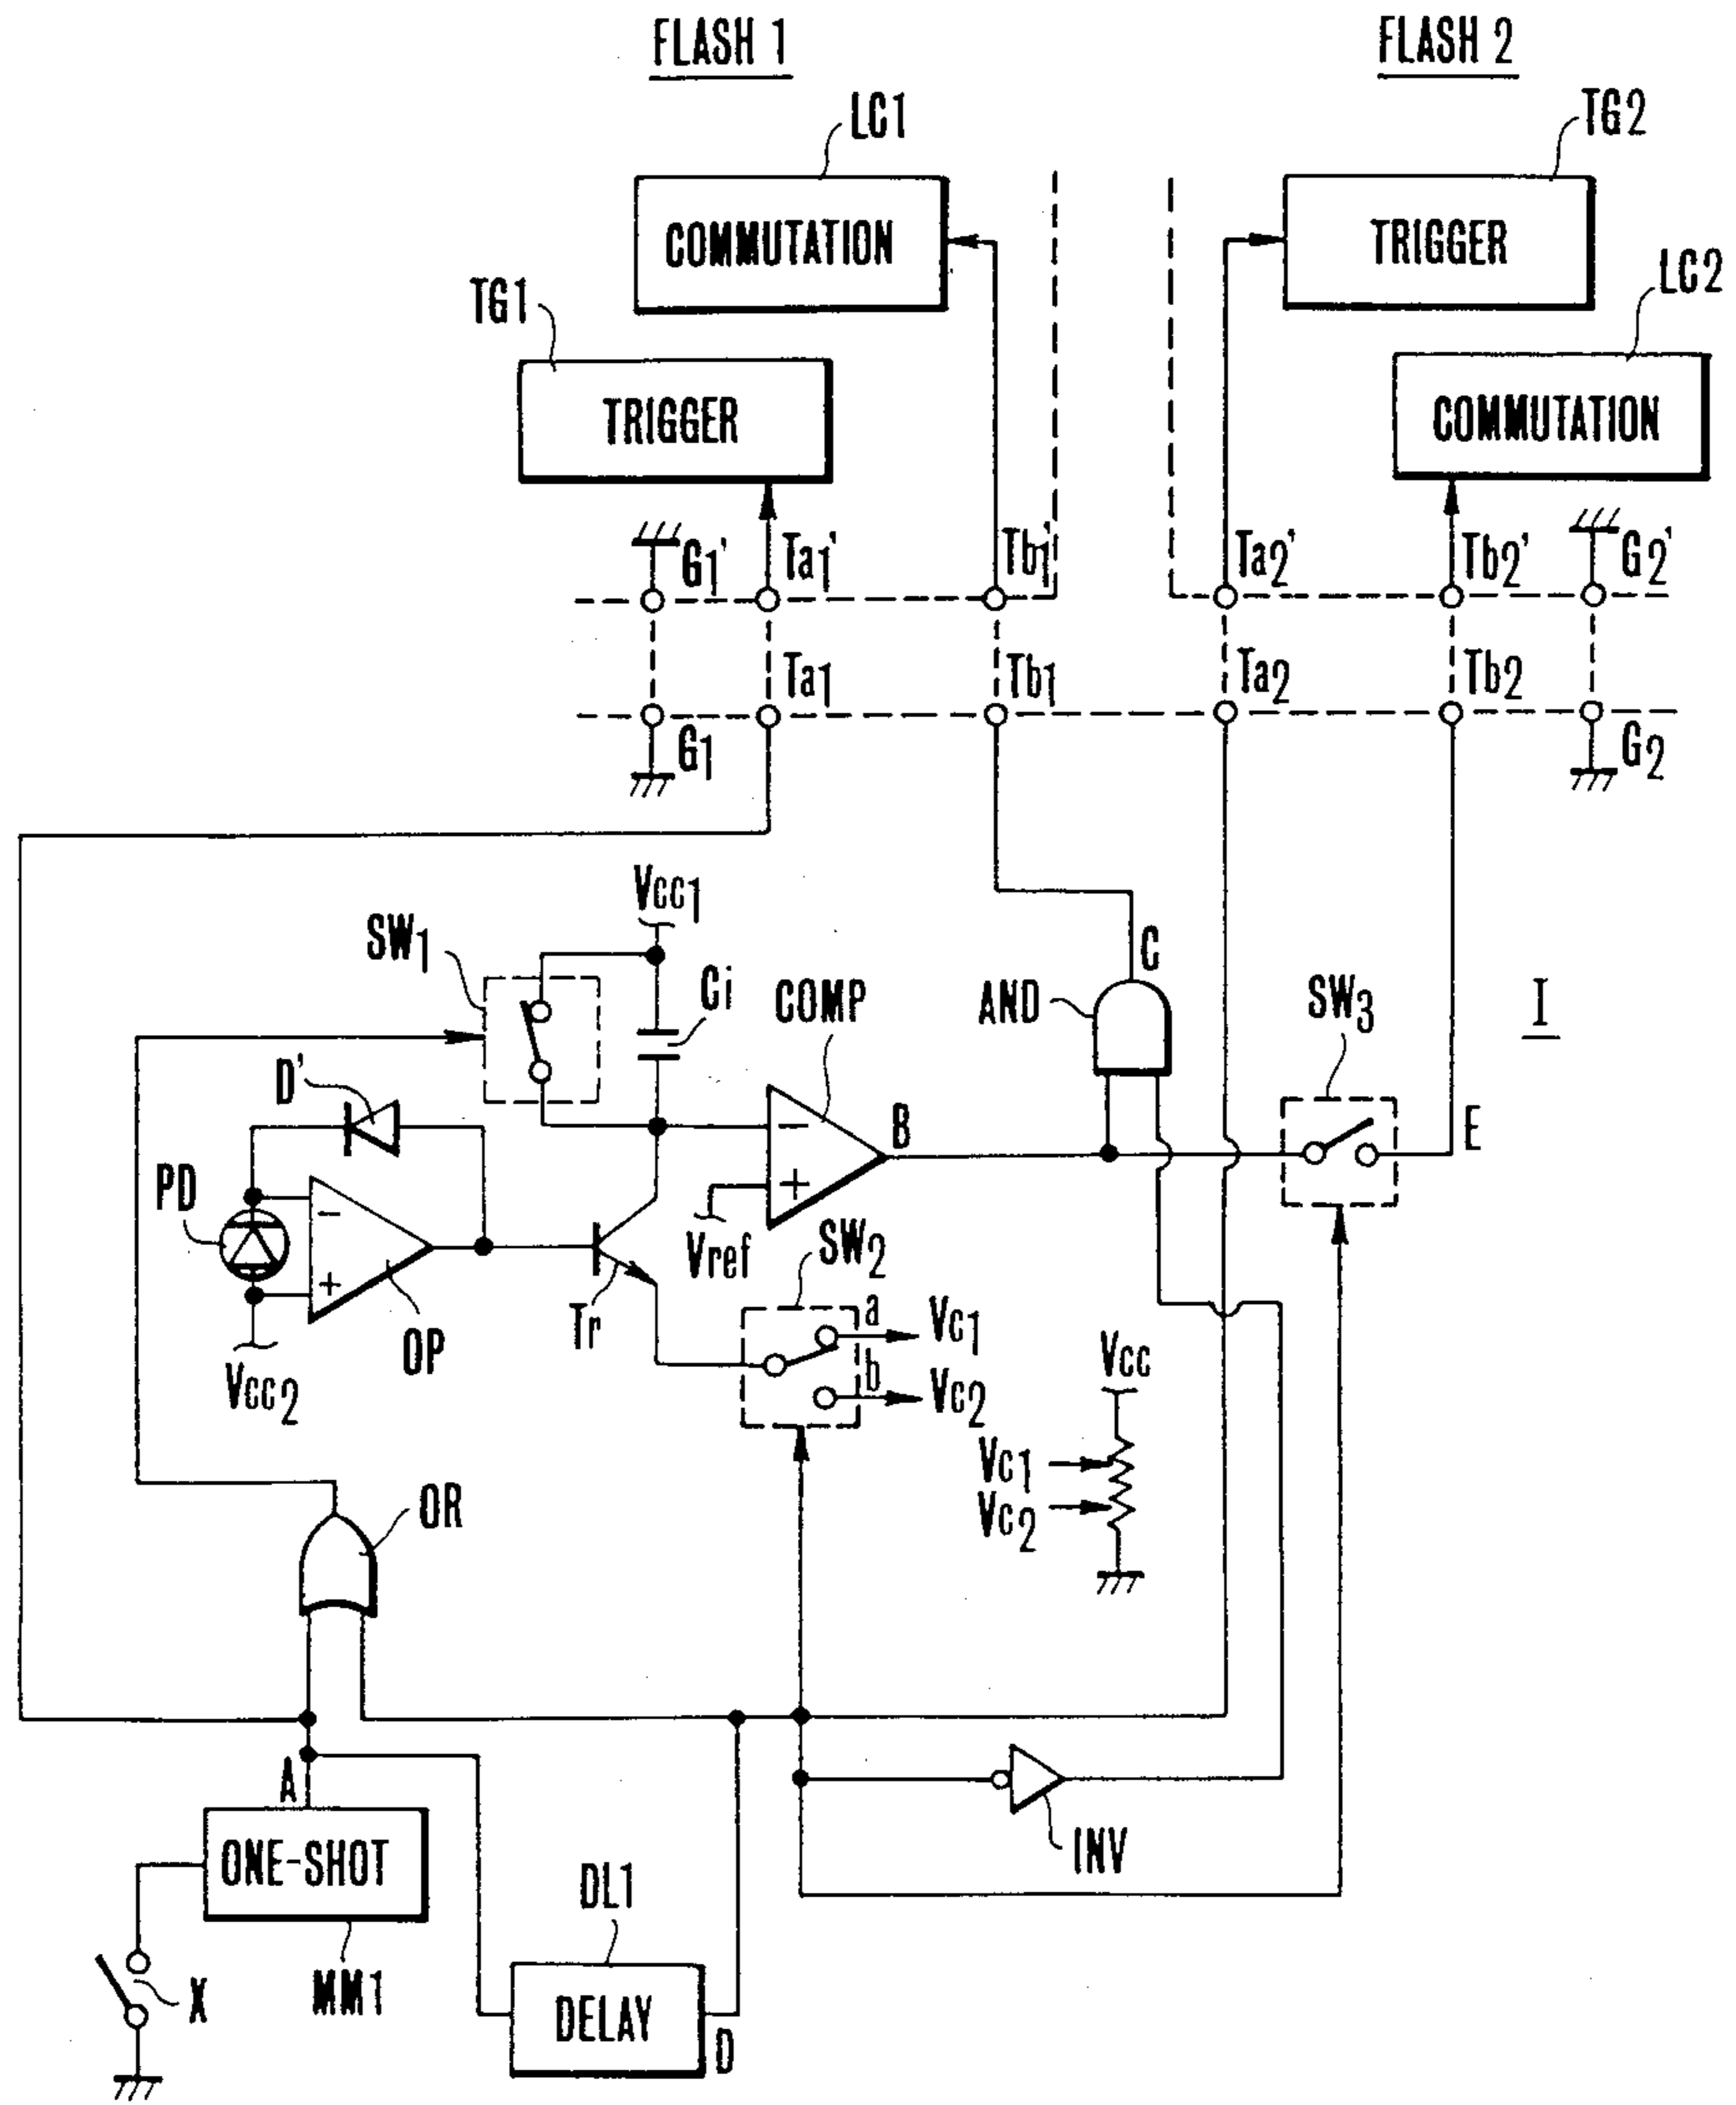 FLASH 1
FLASH 2
LC1
TG2
COMMUTATION
TRIGGER
TG1
LC2
TRIGGER
COMMUTATION
G1'
Ta1'
Tb1'
Ta2'
Tb2'
G2'
Ta1
Tb1
Ta2
Tb2
G1
G2
Vcc1
SW1
Ci
COMP
AND
C
SW3
I
D'
B
E
PD
−
+
−
+
Vref
SW2
OP
Tr
a
Vc1
b
Vc2
Vcc2
Vcc
Vc1
Vc2
OR
A
ONE-SHOT
INV
DL1
X
MM1
DELAY
D